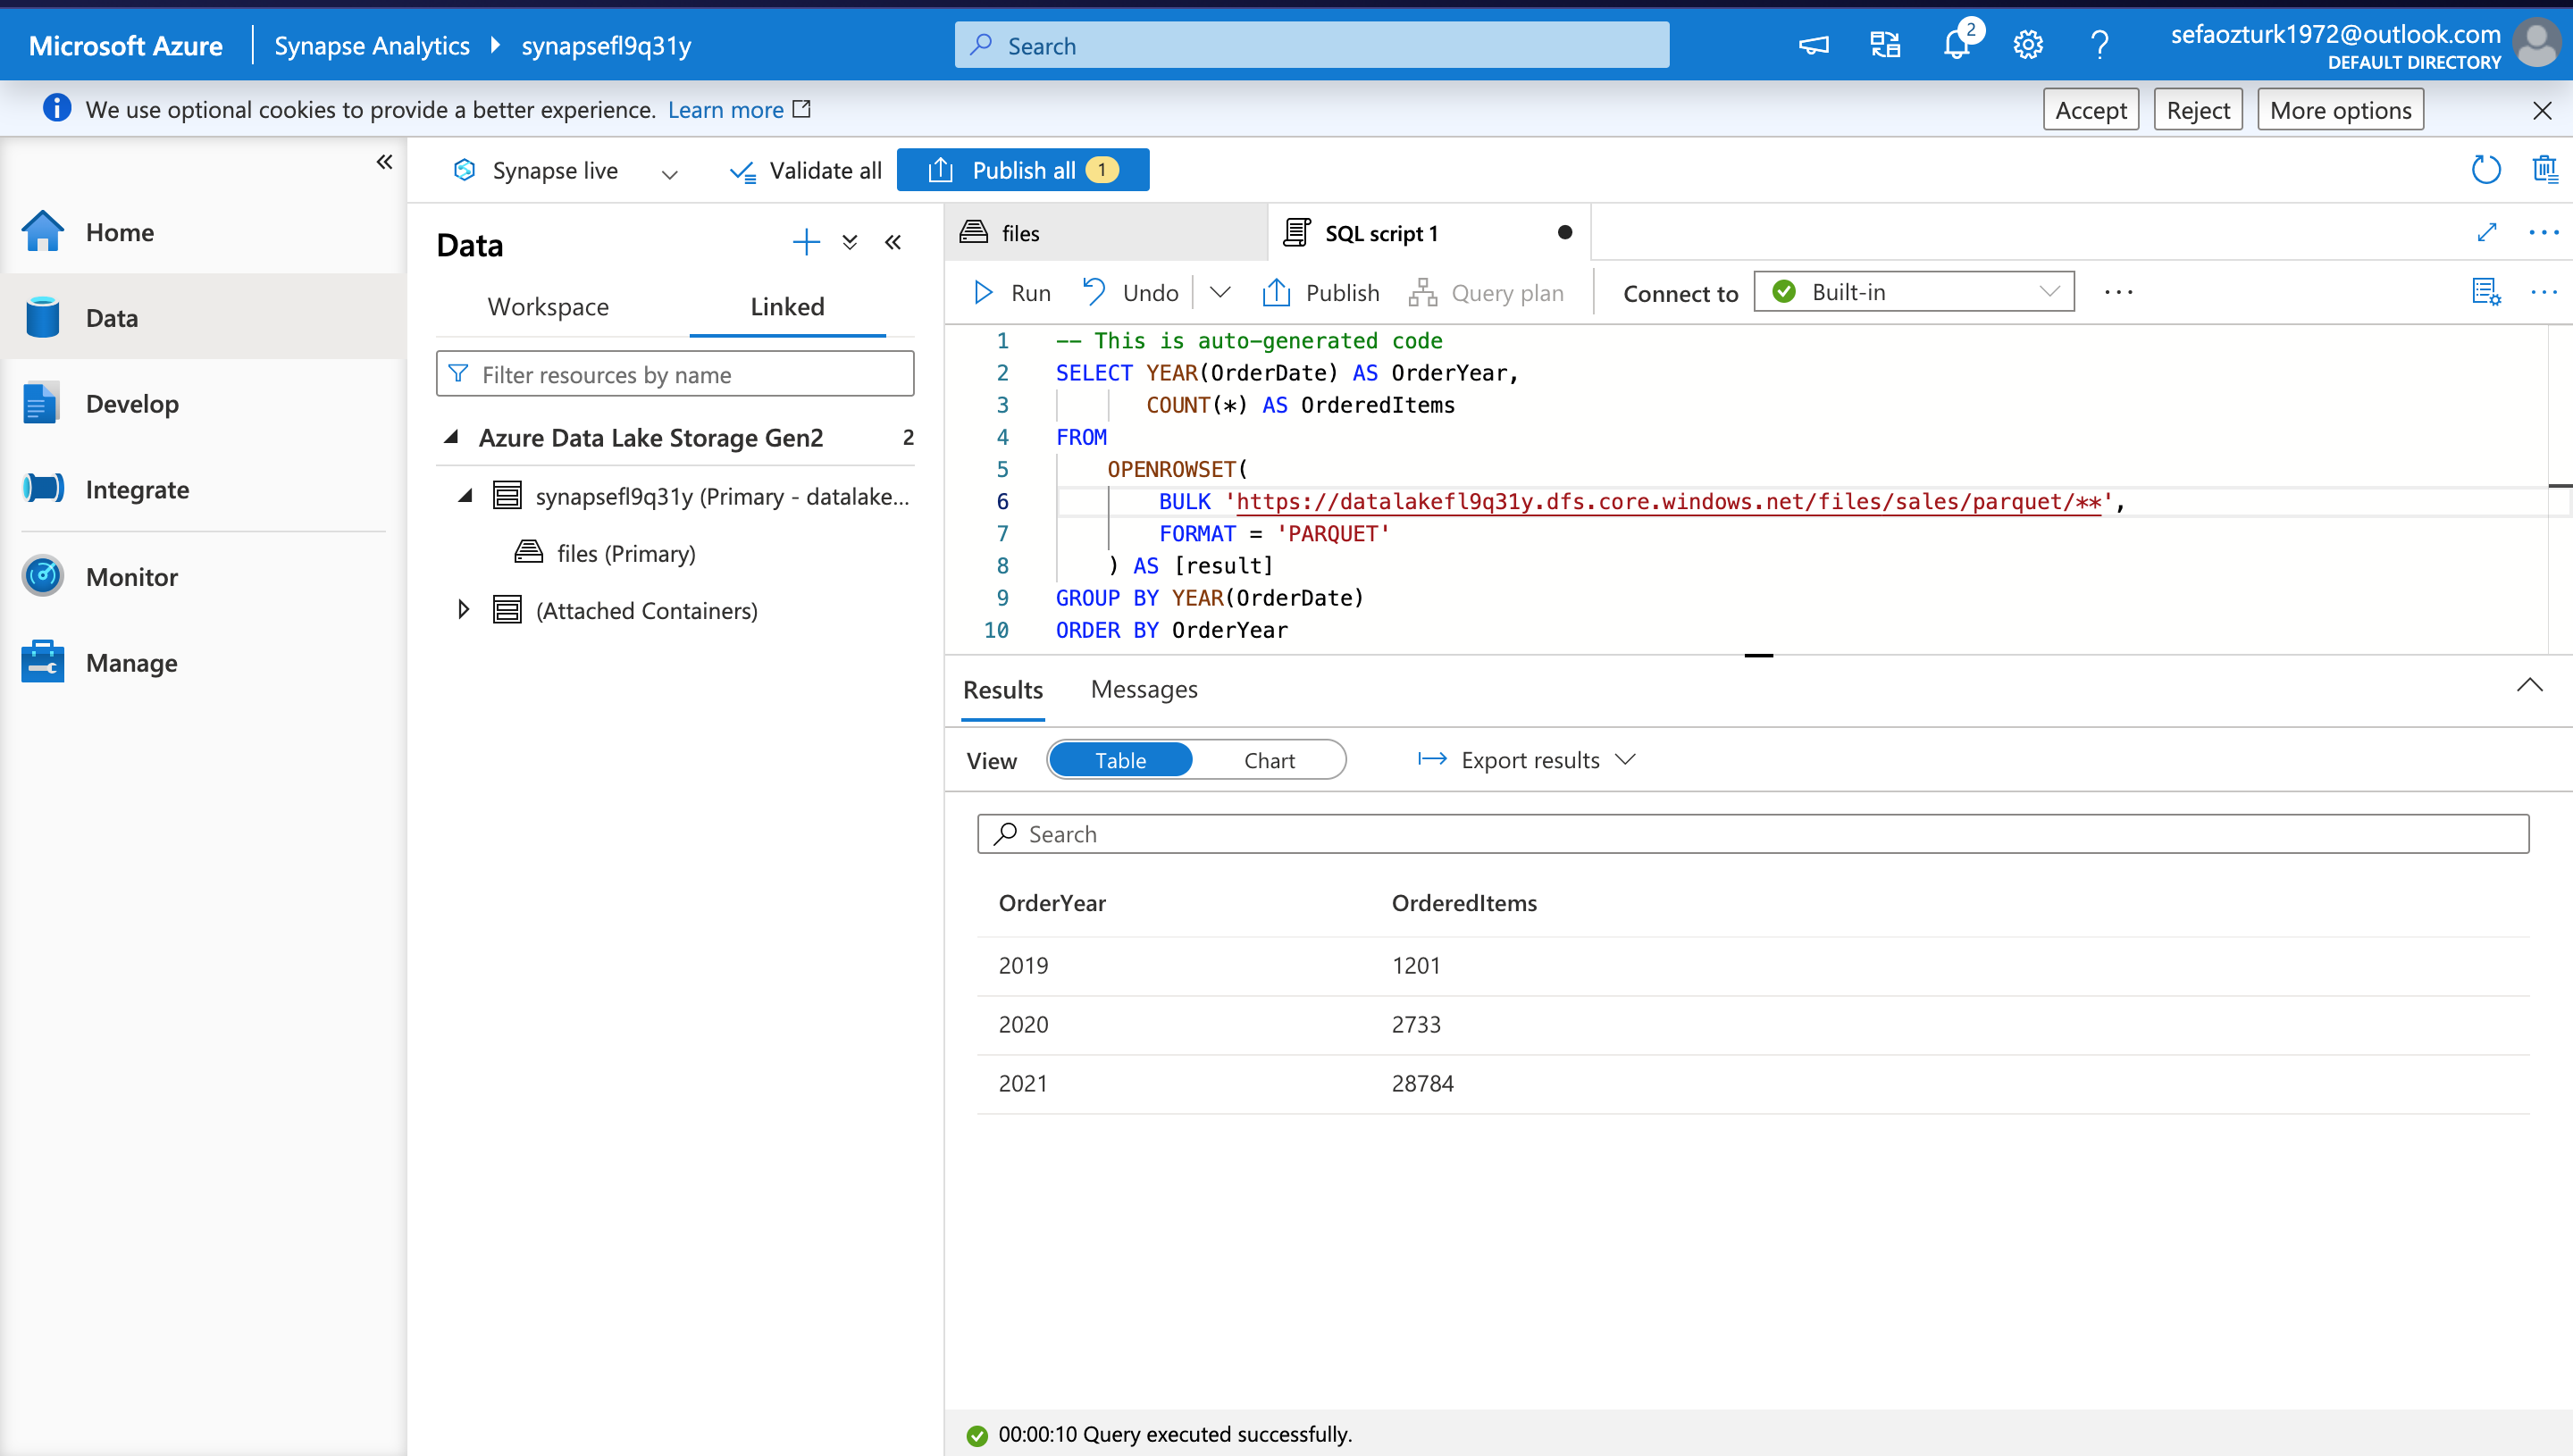 Microsoft Azure
Synapse Analytics
synapsefl9q31y
Search
2
sefaozturk1972@outlook.com
DEFAULT DIRECTORY
We use optional cookies to provide a better experience. Learn more
Accept
Reject
More options
Home
Data
Develop
Integrate
Monitor
Manage
Synapse live
Validate all
Publish all 1
Data
Workspace
Linked
Filter resources by name
Azure Data Lake Storage Gen2 2
synapsefl9q31y (Primary - datalake...
files (Primary)
(Attached Containers)
files
SQL script 1
Run
Undo
Publish
Query plan
Connect to
Built-in
1 -- This is auto-generated code
2 SELECT YEAR(OrderDate) AS OrderYear,
3 COUNT(*) AS OrderedItems
4 FROM
5 OPENROWSET(
6 BULK 'https://datalakefl9q31y.dfs.core.windows.net/files/sales/parquet/**',
7 FORMAT = 'PARQUET'
8 ) AS [result]
9 GROUP BY YEAR(OrderDate)
10 ORDER BY OrderYear
Results
Messages
View
Table
Chart
Export results
Search
OrderYear OrderedItems
2019 1201
2020 2733
2021 28784
00:00:10 Query executed successfully.